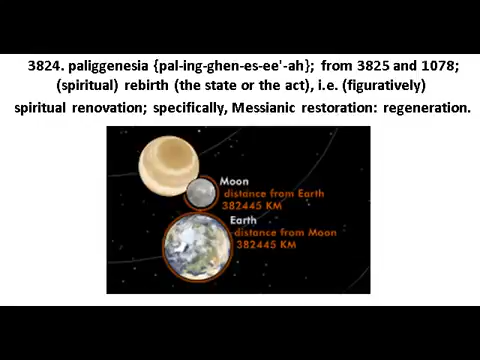 3824. paliggenesia {pal-ing-ghen-es-ee'-ah}; from 3825 and 1078;
(spiritual) rebirth (the state or the act), i.e. (figuratively)
spiritual renovation; specifically, Messianic restoration: regeneration.
Moon
distance from Earth
382445 KM
Earth
distance from Moon
382445 KM